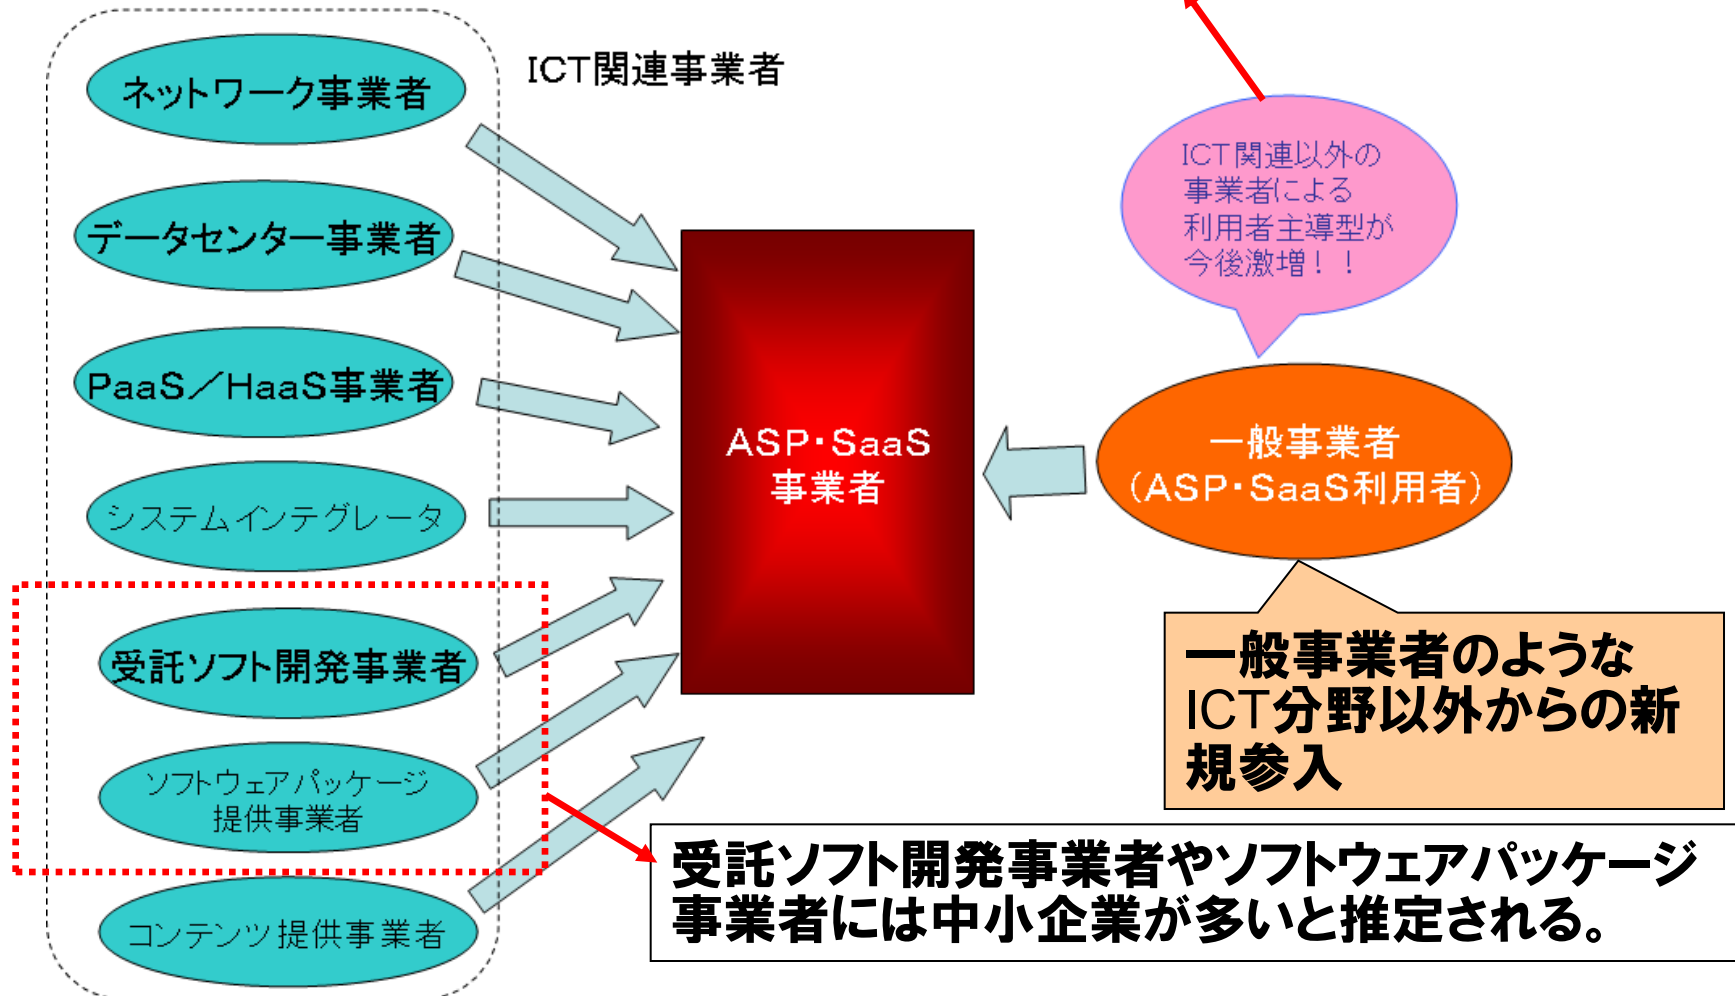 ICT関連事業者
ネットワーク事業者
データセンター事業者
PaaS／HaaS事業者
システムインテグレータ
受託ソフト開発事業者
ソフトウェアパッケージ
提供事業者
コンテンツ提供事業者
ASP・SaaS
事業者
ICT関連以外の
事業者による
利用者主導型が
今後激増！！
一般事業者
（ASP・SaaS利用者）
一般事業者のような
ICT分野以外からの新
規参入
受託ソフト開発事業者やソフトウェアパッケージ
事業者には中小企業が多いと推定される。